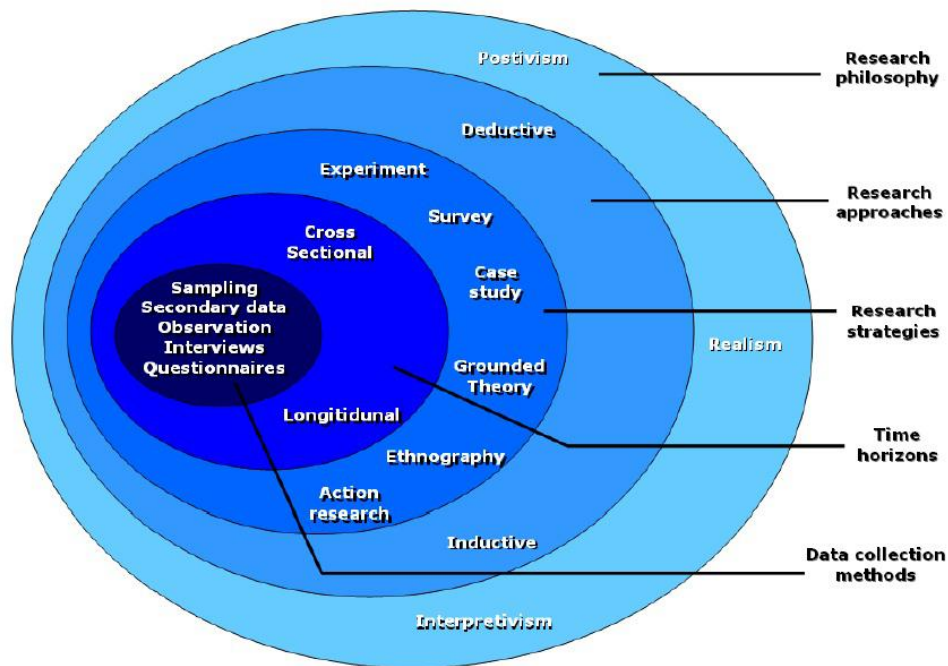 Postivism
Research
philosophy
Deductive
Experiment
Research
approaches
Survey
Cross
Sectional
Case
study
Sampling
Secondary data
Observation
Interviews
Questionnaires
Research
strategies
Realism
Grounded
Theory
Longitidunal
Time
horizons
Ethnography
Action
research
Inductive
Data collection
methods
Interpretivism